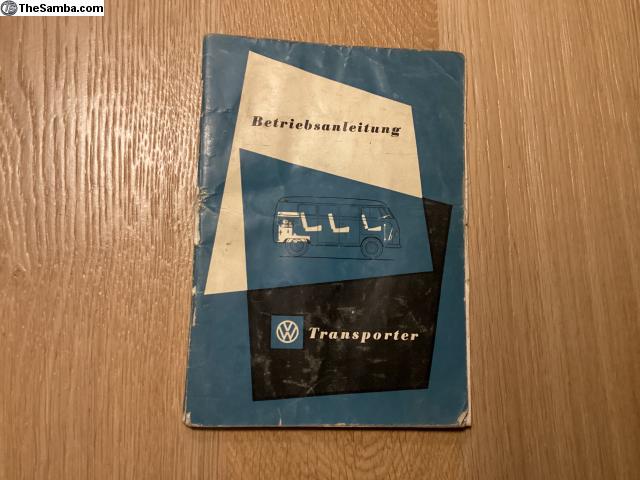 TheSamba.com
Betriebsanleitung
VW
Transporter